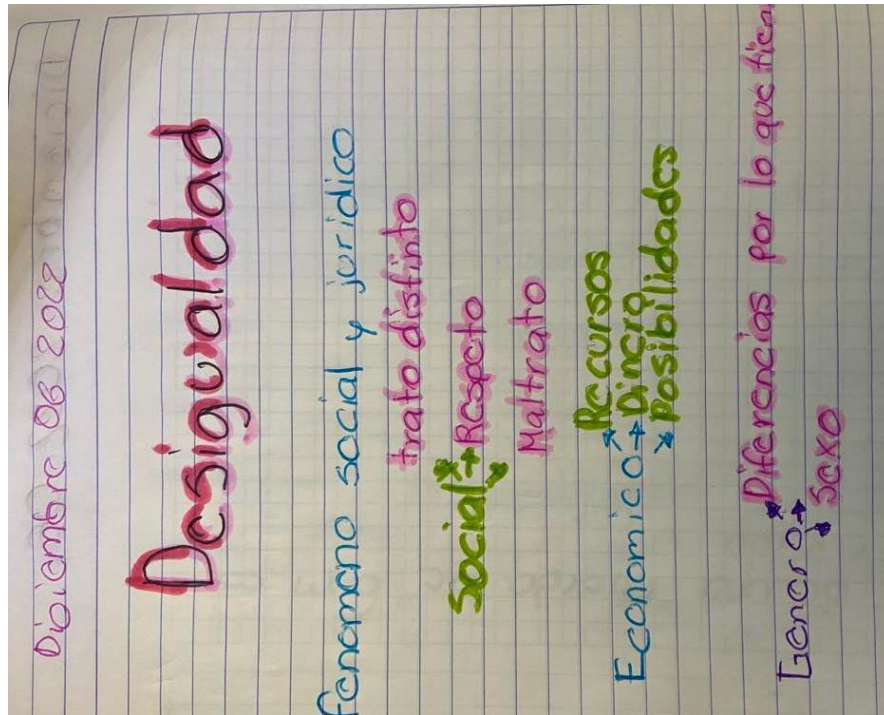 Diciembre 06 2022
Desigualdad
fenomeno social y juridico
trato distinto
Social → Respeto
Maltrato
Recursos
Economico → Dinero
Posibilidades
Diferencias por lo que tien
Genero →
Sexo